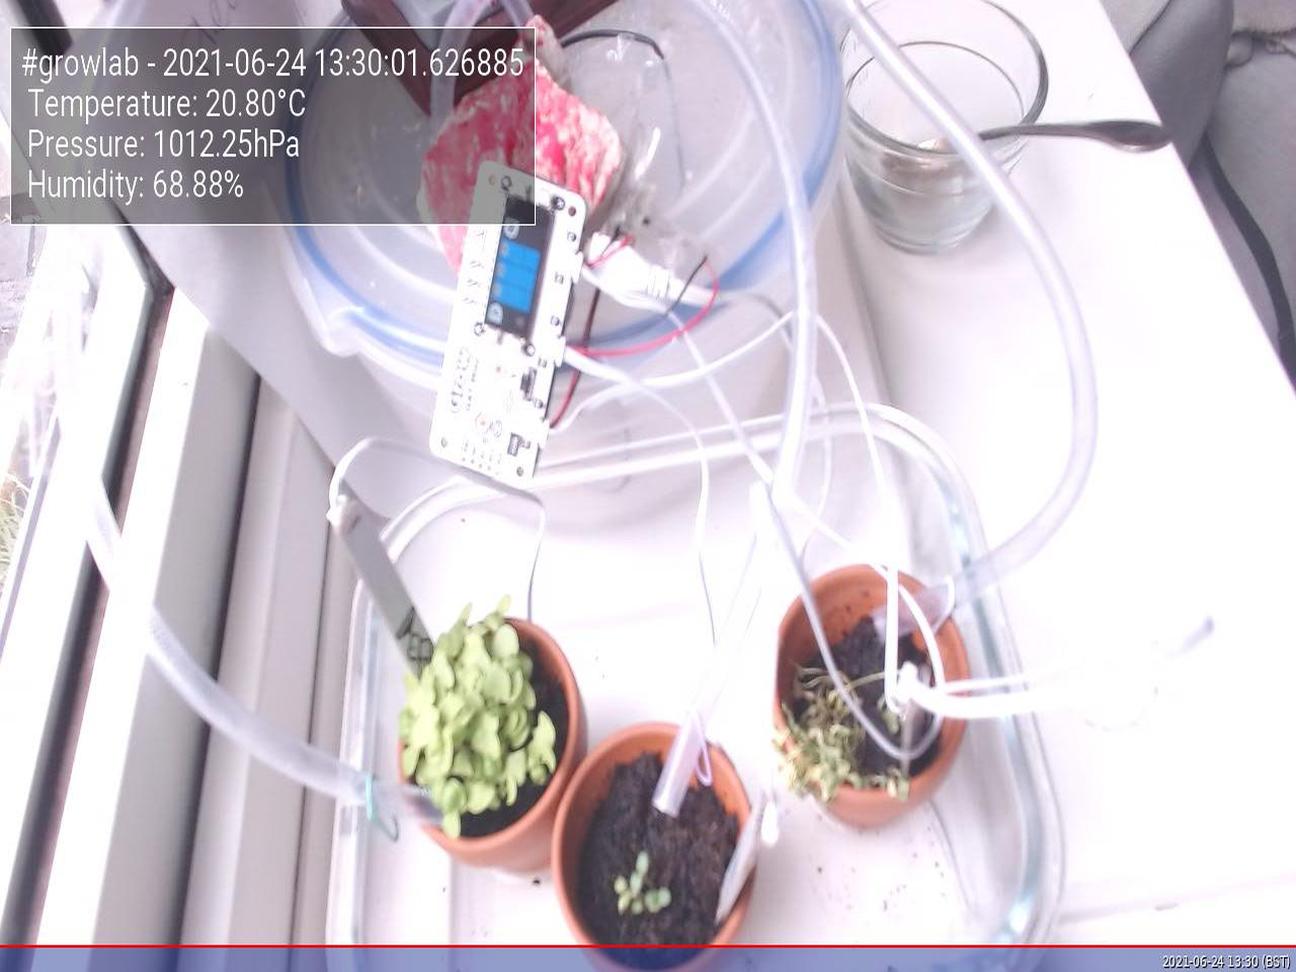 #growlab - 2021-06-24 13:30:01.626885
Temperature: 20.80°C
Pressure: 1012.25hPa
Humidity: 68.88%
2021-06-24 13:30 (BST)